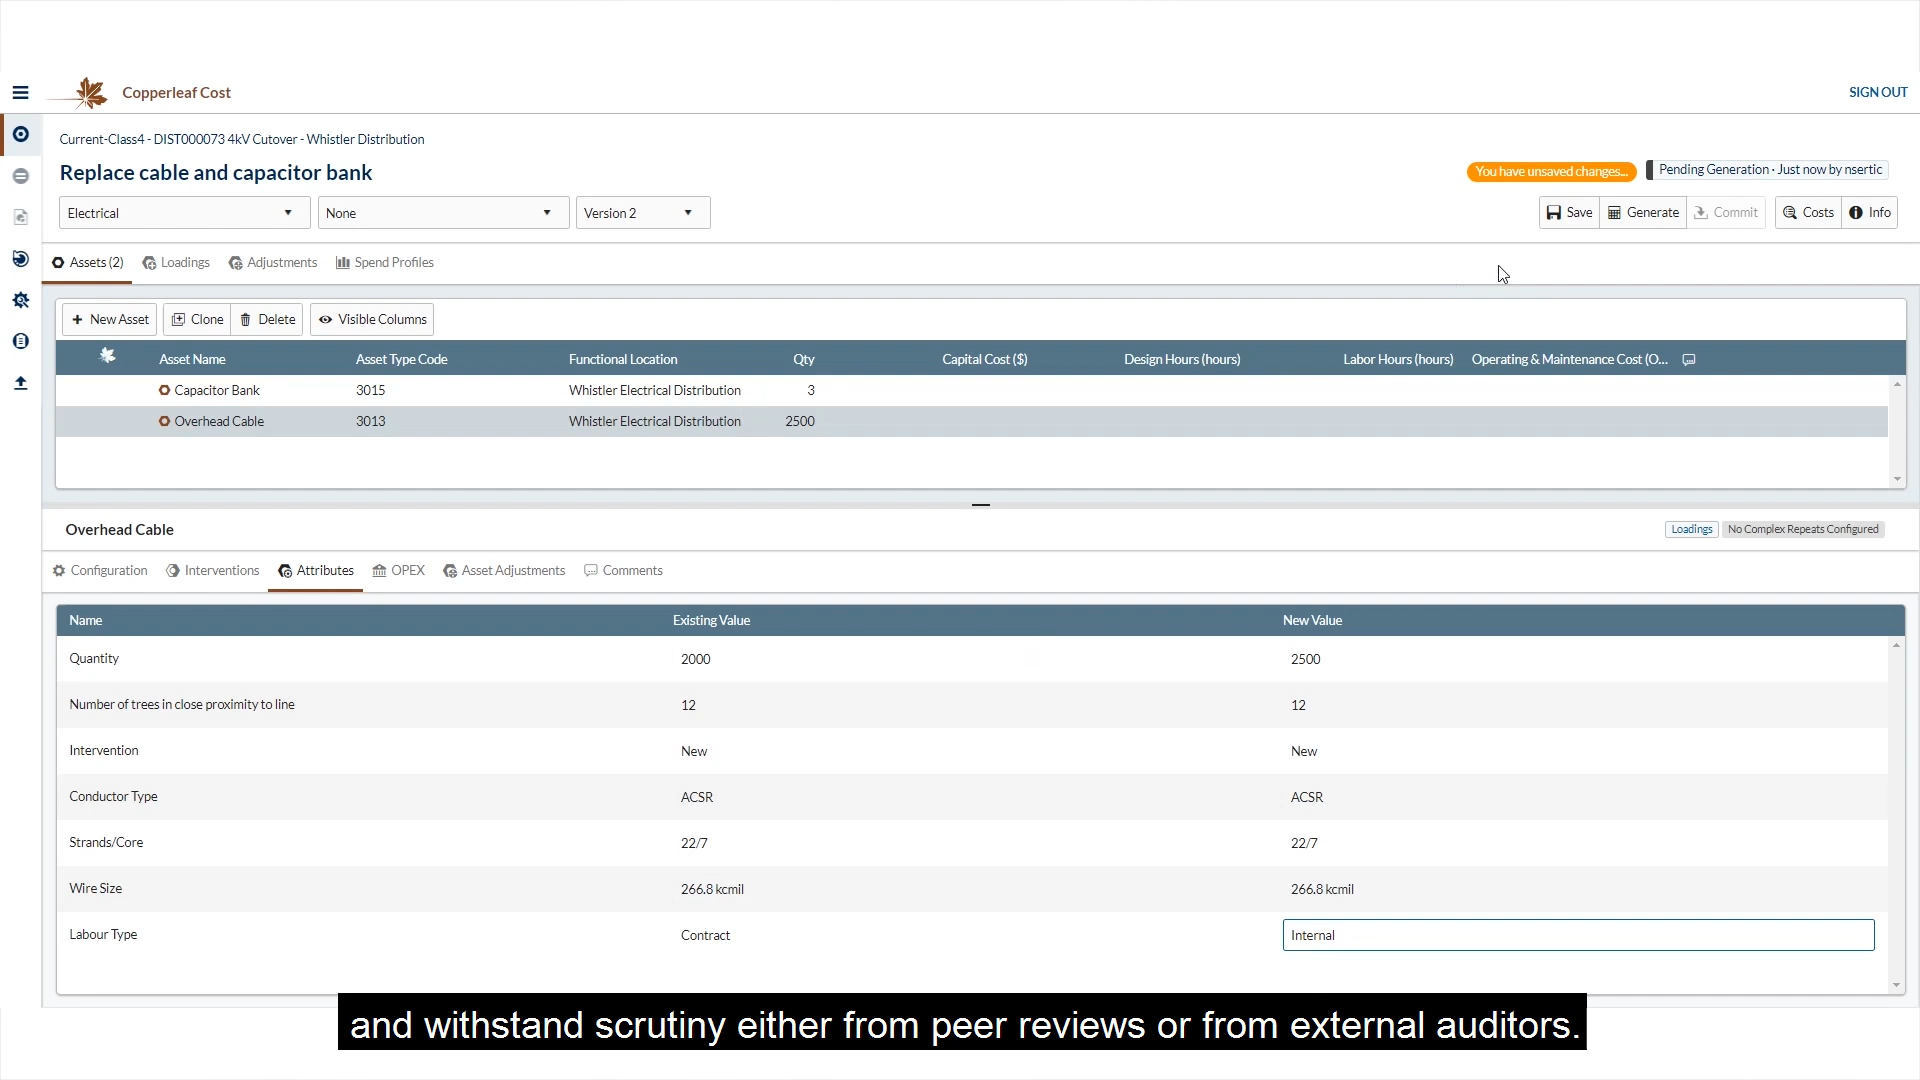 Copperleaf Cost
SIGN OUT
Current-Class4 - DIST000073 4kV Cutover - Whistler Distribution
Replace cable and capacitor bank
You have unsaved changes...
Pending Generation · Just now by nsertic
Electrical
None
Version 2
Save
Generate
Commit
Costs
Info
Assets (2)
Loadings
Adjustments
Spend Profiles
New Asset
Clone
Delete
Visible Columns
Asset Name Asset Type Code Functional Location Qty Capital Cost ($) Design Hours (hours) Labor Hours (hours) Operating & Maintenance Cost (O...
Capacitor Bank 3015 Whistler Electrical Distribution 3
Overhead Cable 3013 Whistler Electrical Distribution 2500
Overhead Cable
Loadings
No Complex Repeats Configured
Configuration
Interventions
Attributes
OPEX
Asset Adjustments
Comments
Name Existing Value New Value
Quantity 2000 2500
Number of trees in close proximity to line 12 12
Intervention New New
Conductor Type ACSR ACSR
Strands/Core 22/7 22/7
Wire Size 266.8 kcmil 266.8 kcmil
Labour Type Contract Internal
and withstand scrutiny either from peer reviews or from external auditors.